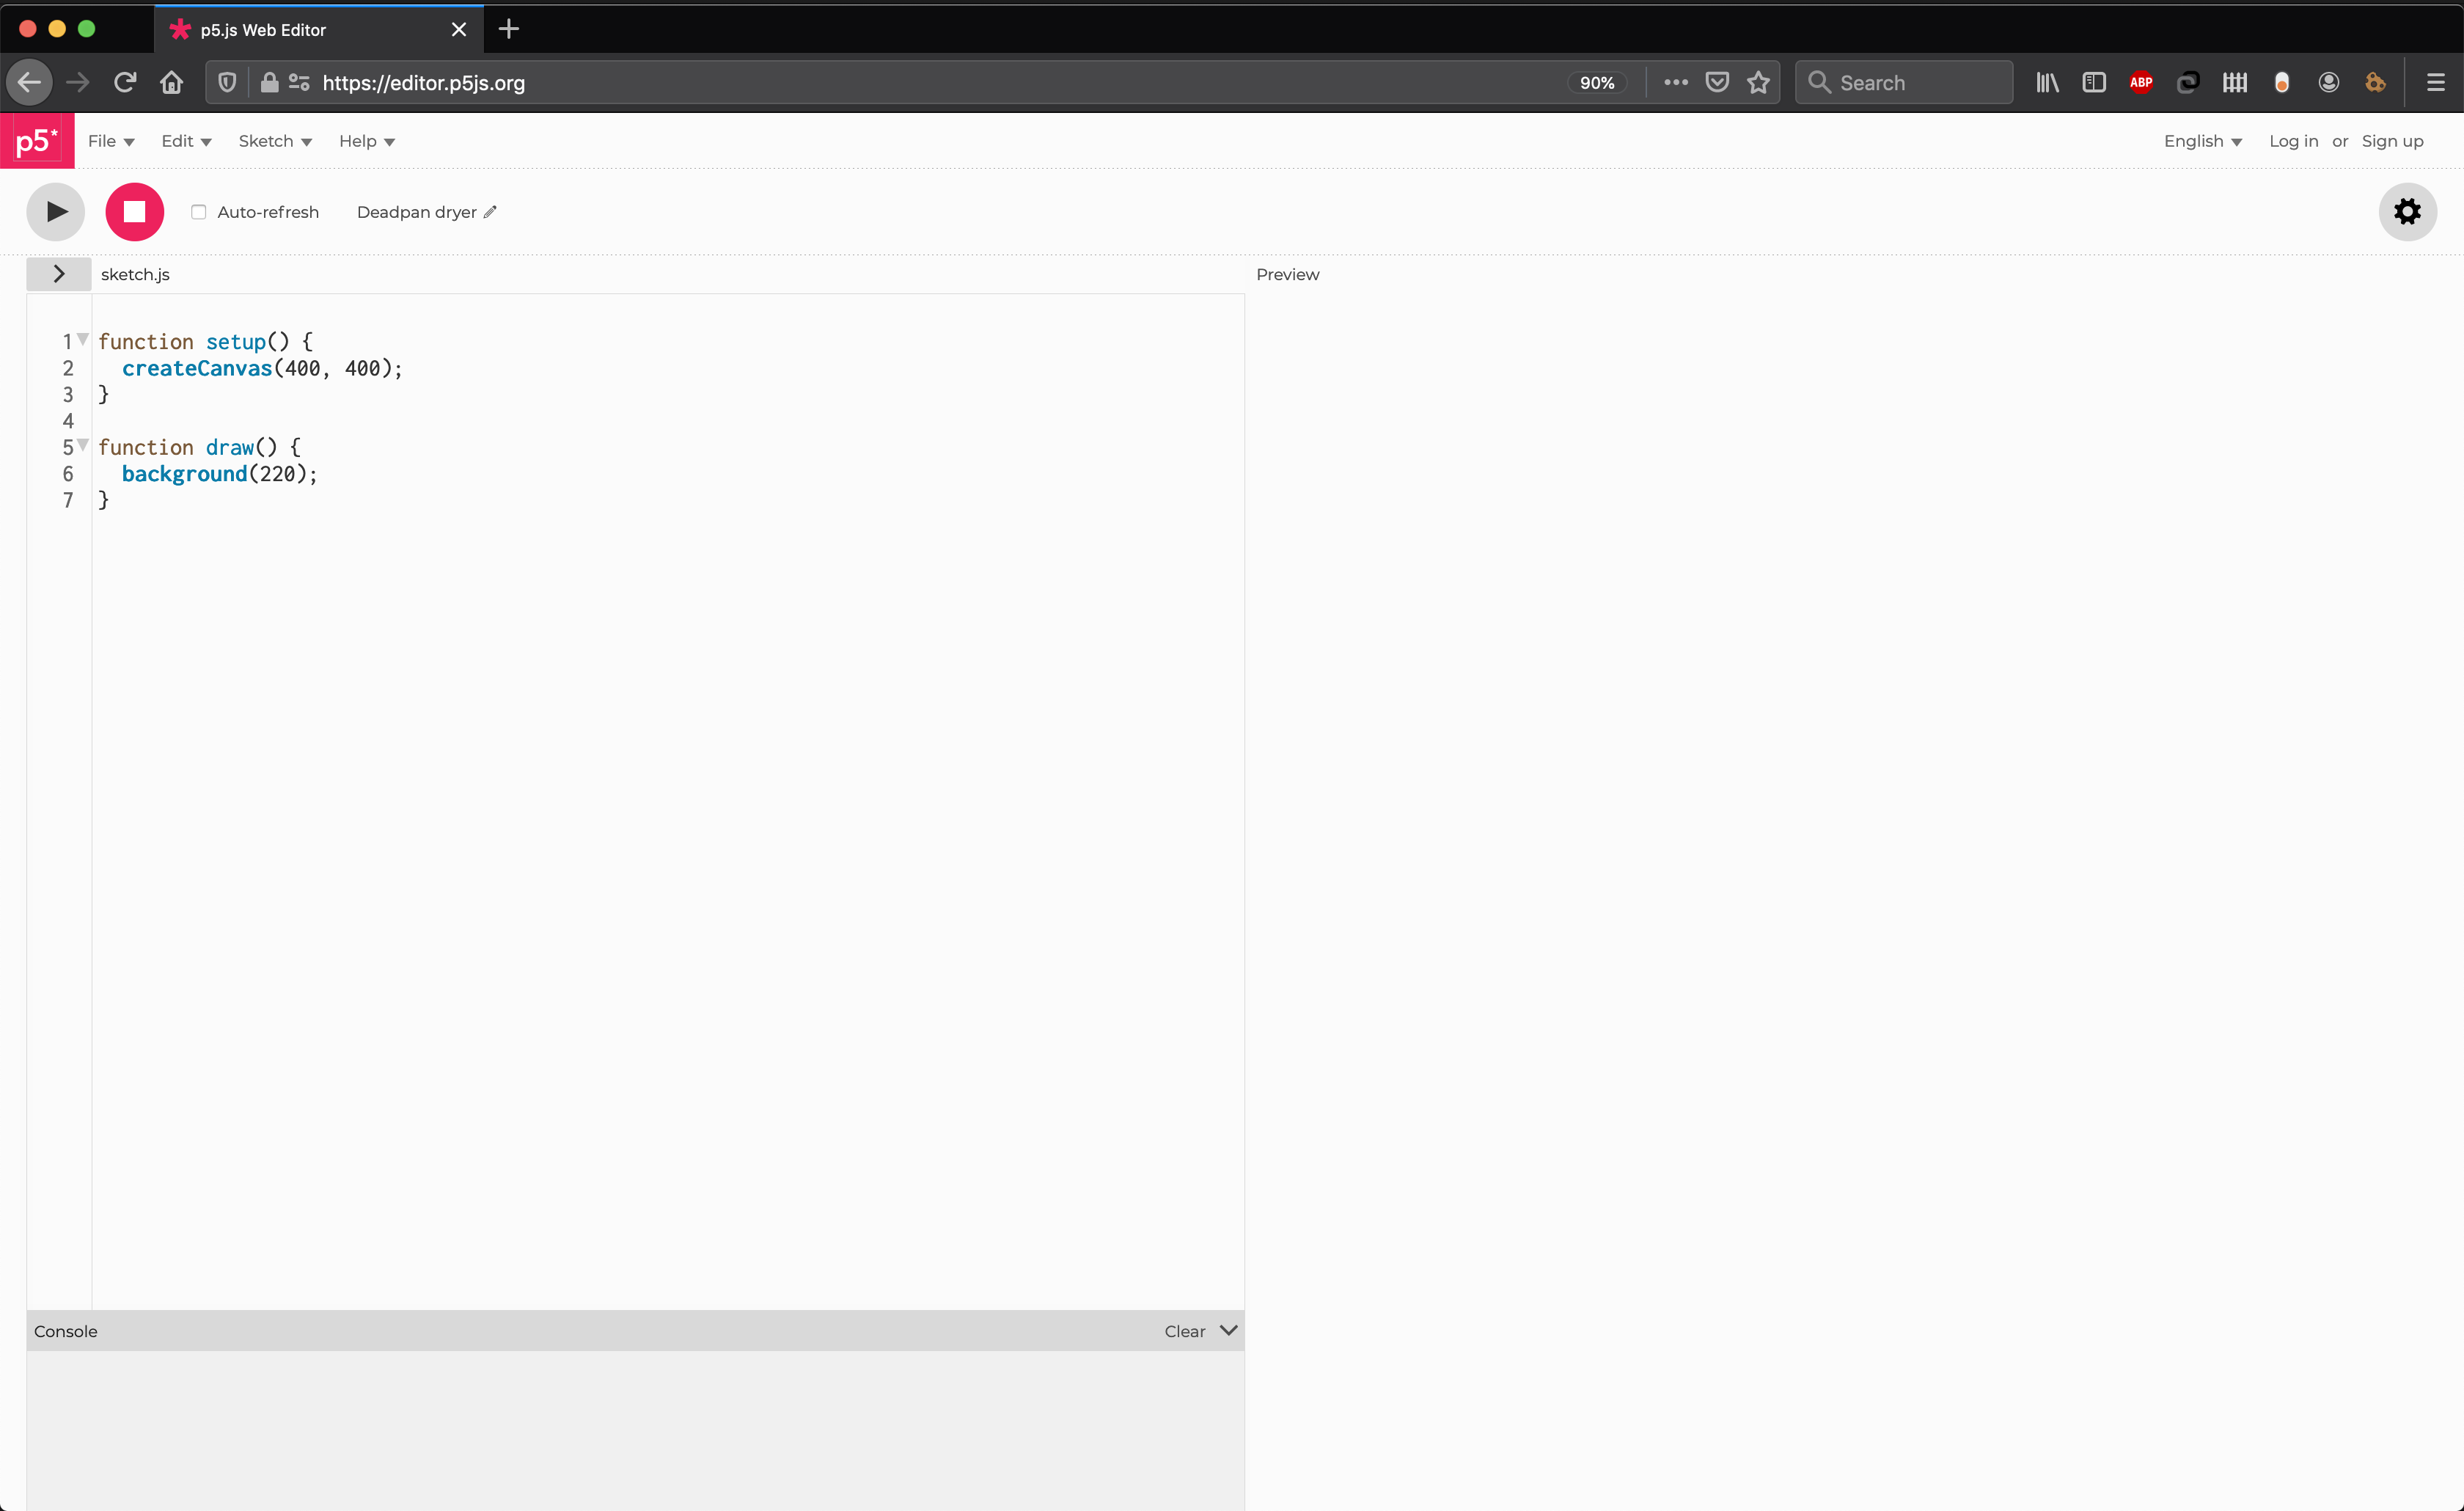 p5.js Web Editor
https://editor.p5js.org 90% Search ABP
p5* File Edit Sketch Help English Log in or Sign up
Auto-refresh Deadpan dryer
sketch.js Preview
1 function setup() {
2   createCanvas(400, 400);
3 }
4
5 function draw() {
6   background(220);
7 }
Console Clear